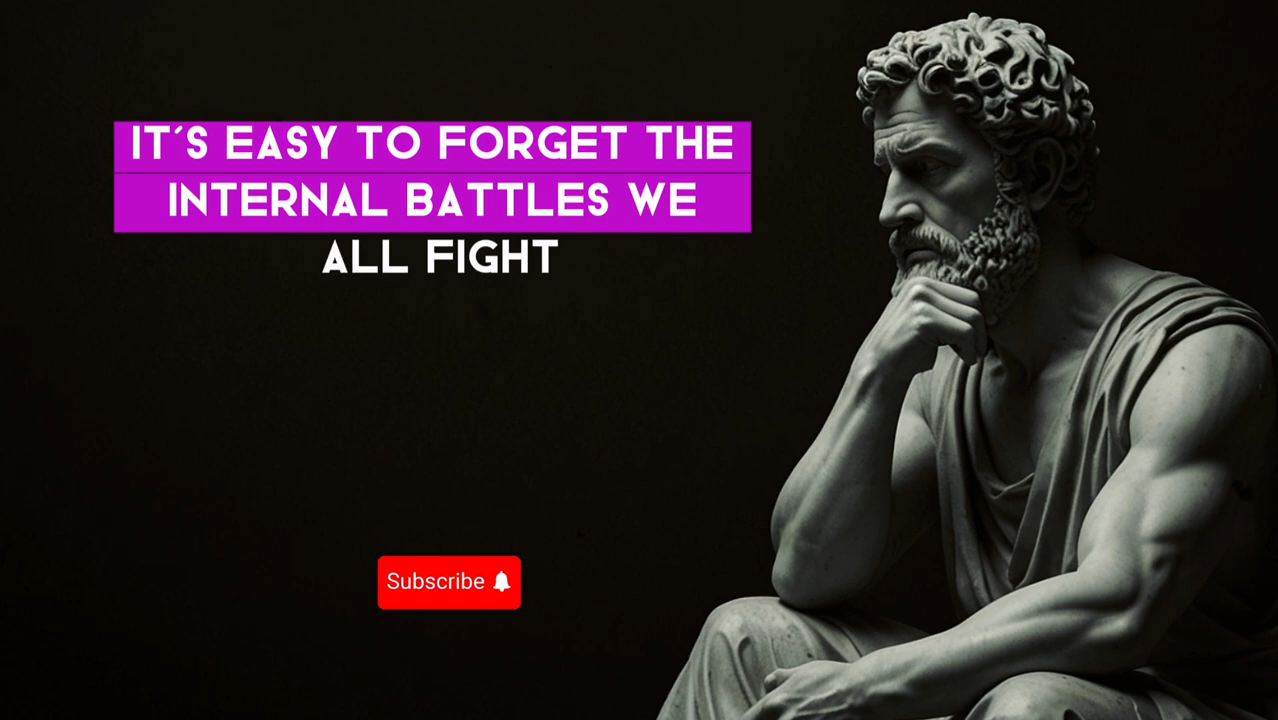 IT´S EASY TO FORGET THE
INTERNAL BATTLES WE
ALL FIGHT
Subscribe